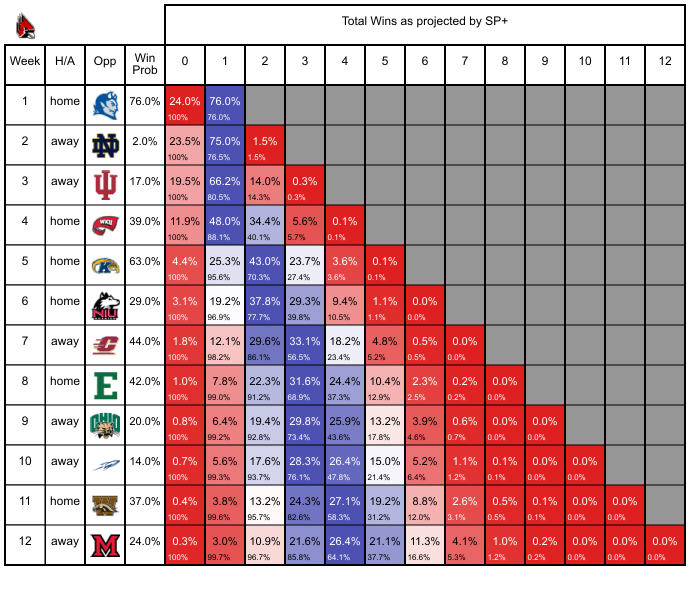 Total Wins as projected by SP+
Week H/A Opp Win Prob 0 1 2 3 4 5 6 7 8 9 10 11 12
1 home 76.0% 24.0% 76.0%
100% 76.0%
2 away ND 2.0% 23.5% 75.0% 1.5%
100% 76.5% 1.5%
3 away IU 17.0% 19.5% 66.2% 14.0% 0.3%
100% 80.5% 14.3% 0.3%
4 home WKU 39.0% 11.9% 48.0% 34.4% 5.6% 0.1%
100% 88.1% 40.1% 5.7% 0.1%
5 home K 63.0% 4.4% 25.3% 43.0% 23.7% 3.6% 0.1%
100% 95.6% 70.3% 27.4% 3.6% 0.1%
6 home NIU 29.0% 3.1% 19.2% 37.8% 29.3% 9.4% 1.1% 0.0%
100% 96.9% 77.7% 39.8% 10.5% 1.1% 0.0%
7 away C 44.0% 1.8% 12.1% 29.6% 33.1% 18.2% 4.8% 0.5% 0.0%
100% 98.2% 86.1% 56.5% 23.4% 5.2% 0.5% 0.0%
8 home E 42.0% 1.0% 7.8% 22.3% 31.6% 24.4% 10.4% 2.3% 0.2% 0.0%
100% 99.0% 91.2% 68.9% 37.3% 12.9% 2.5% 0.2% 0.0%
9 away OHIO 20.0% 0.8% 6.4% 19.4% 29.8% 25.9% 13.2% 3.9% 0.6% 0.0% 0.0%
100% 99.2% 92.8% 73.4% 43.6% 17.8% 4.6% 0.7% 0.0% 0.0%
10 away 14.0% 0.7% 5.6% 17.6% 28.3% 26.4% 15.0% 5.2% 1.1% 0.1% 0.0% 0.0%
100% 99.3% 93.7% 76.1% 47.8% 21.4% 6.4% 1.2% 0.1% 0.0% 0.0%
11 home W 37.0% 0.4% 3.8% 13.2% 24.3% 27.1% 19.2% 8.8% 2.6% 0.5% 0.1% 0.0% 0.0%
100% 99.6% 95.7% 82.6% 58.3% 31.2% 12.0% 3.1% 0.5% 0.0% 0.0% 0.0%
12 away M 24.0% 0.3% 3.0% 10.9% 21.6% 26.4% 21.1% 11.3% 4.1% 1.0% 0.2% 0.0% 0.0% 0.0%
100% 99.7% 96.7% 85.8% 64.1% 37.7% 16.6% 5.3% 1.2% 0.2% 0.0% 0.0% 0.0%